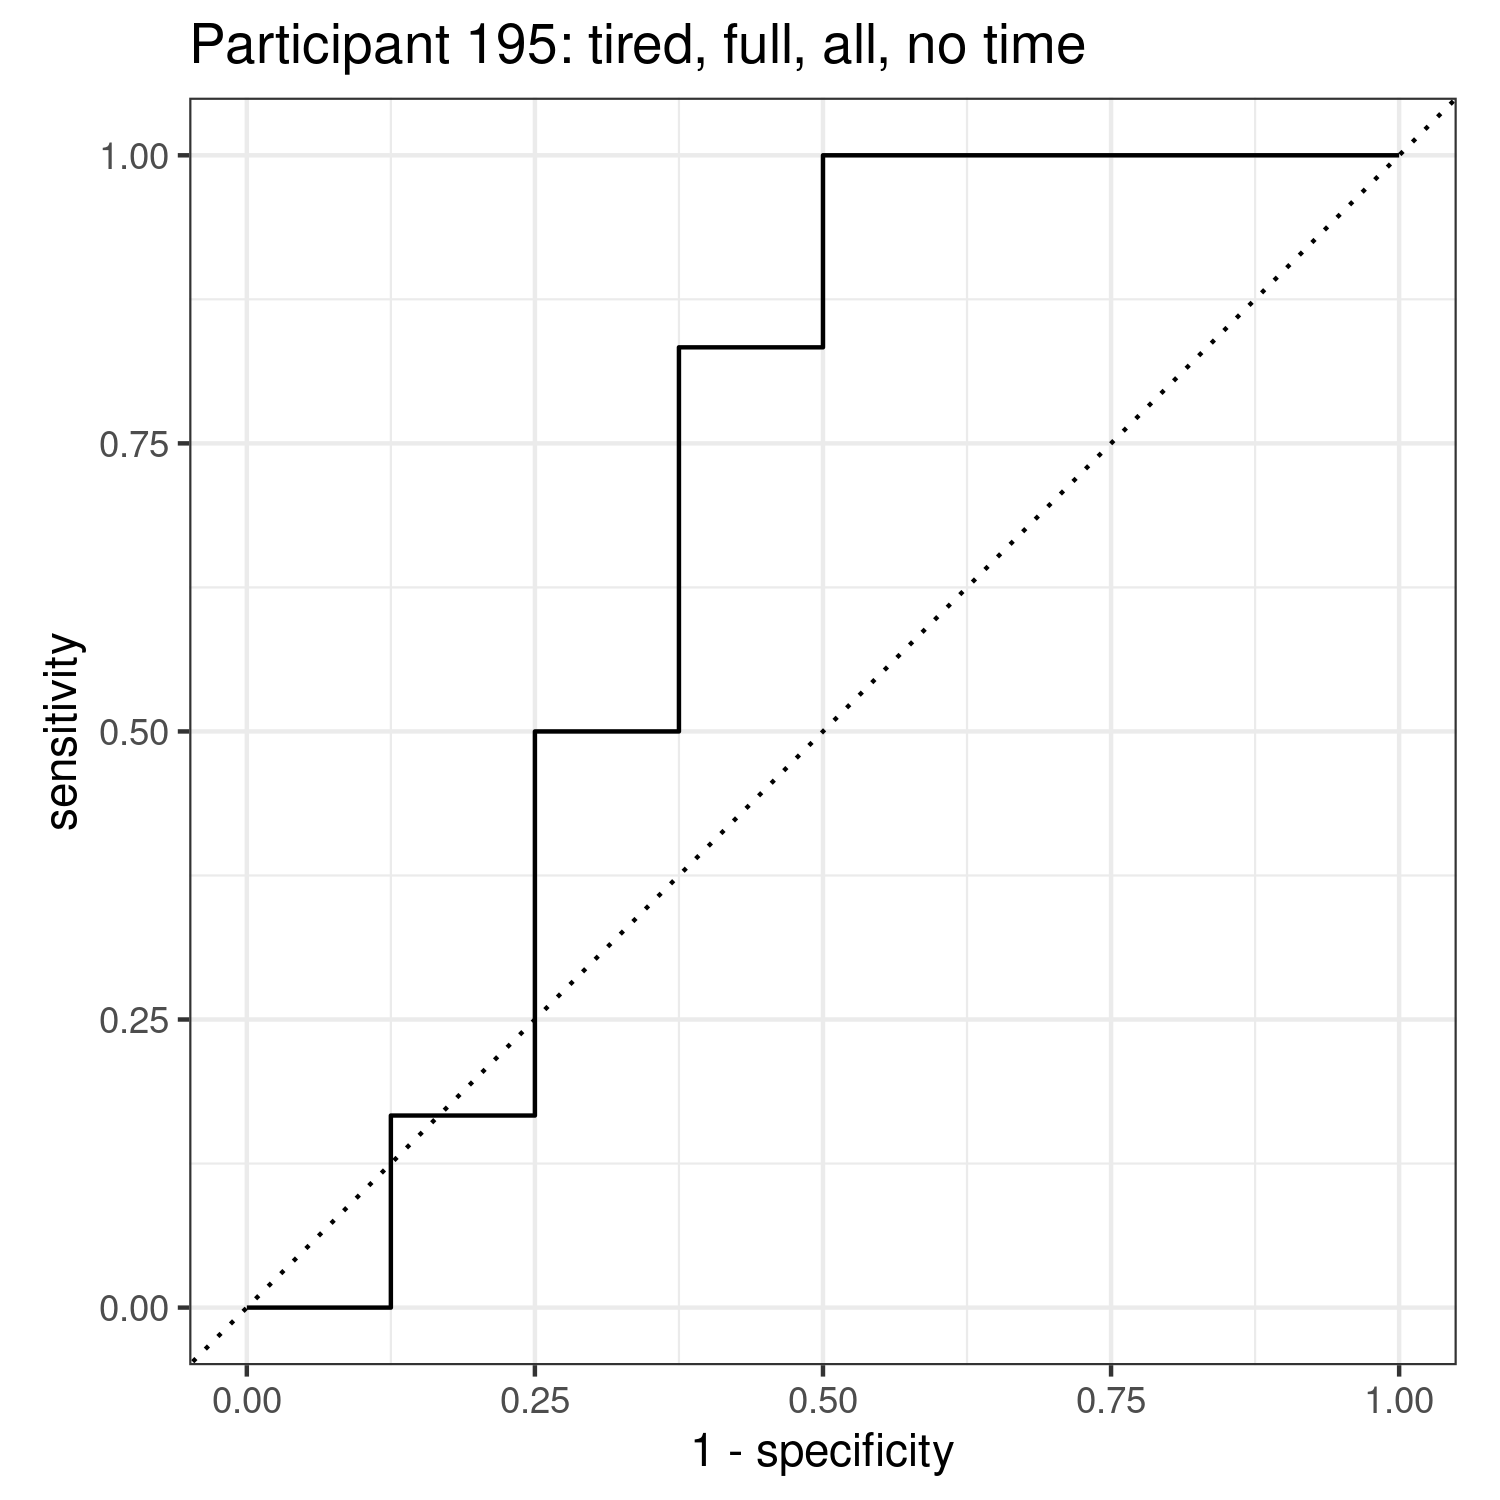 Participant 195: tired, full, all, no time
1.00
0.75
0.50
0.25
0.00
sensitivity
0.00 0.25 0.50 0.75 1.00
1 - specificity